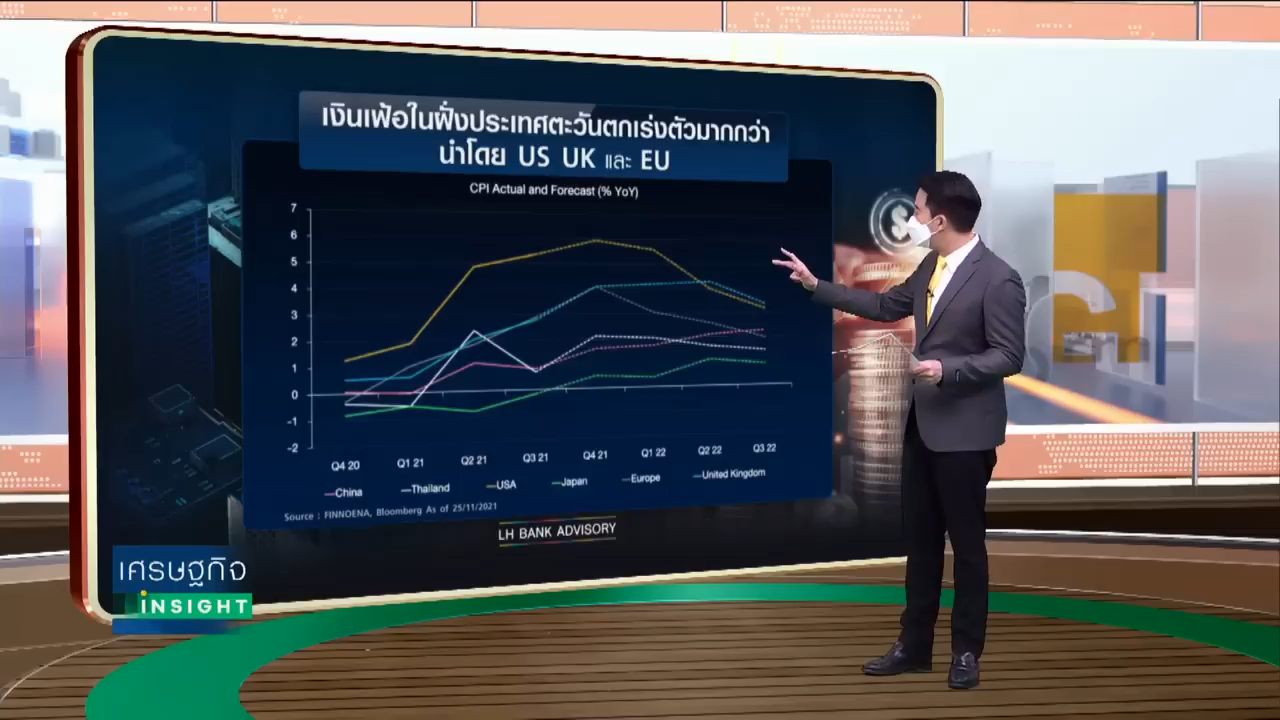 เงินเฟ้อในฝั่งประเทศตะวันตกเร่งตัวมากกว่า
นำโดย US UK และ EU
CPI Actual and Forecast (% YoY)
7
6
5
4
3
2
1
0
-1
-2
Q4 20 Q1 21 Q2 21 Q3 21 Q4 21 Q1 22 Q2 22 Q3 22
China Thailand USA Japan Europe United Kingdom
Source : FINNOENA, Bloomberg As of 25/11/2021
LH BANK ADVISORY
เศรษฐกิจ
INSIGHT